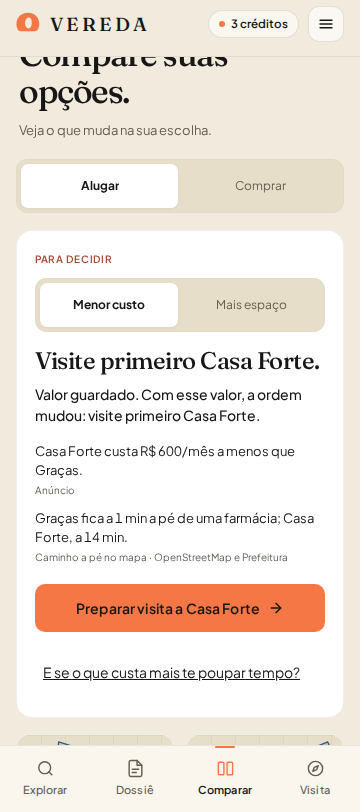 VEREDA
3 créditos
Compare suas
opções.
Veja o que muda na sua escolha.
Alugar
Comprar
PARA DECIDIR
Menor custo
Mais espaço
Visite primeiro Casa Forte.
Valor guardado. Com esse valor, a ordem
mudou: visite primeiro Casa Forte.
Casa Forte custa R$ 600/mês a menos que
Graças.
Anúncio
Graças fica a 1 min a pé de uma farmácia; Casa
Forte, a 14 min.
Caminho a pé no mapa · OpenStreetMap e Prefeitura
Preparar visita a Casa Forte →
E se o que custa mais te poupar tempo?
Explorar
Dossiê
Comparar
Visita